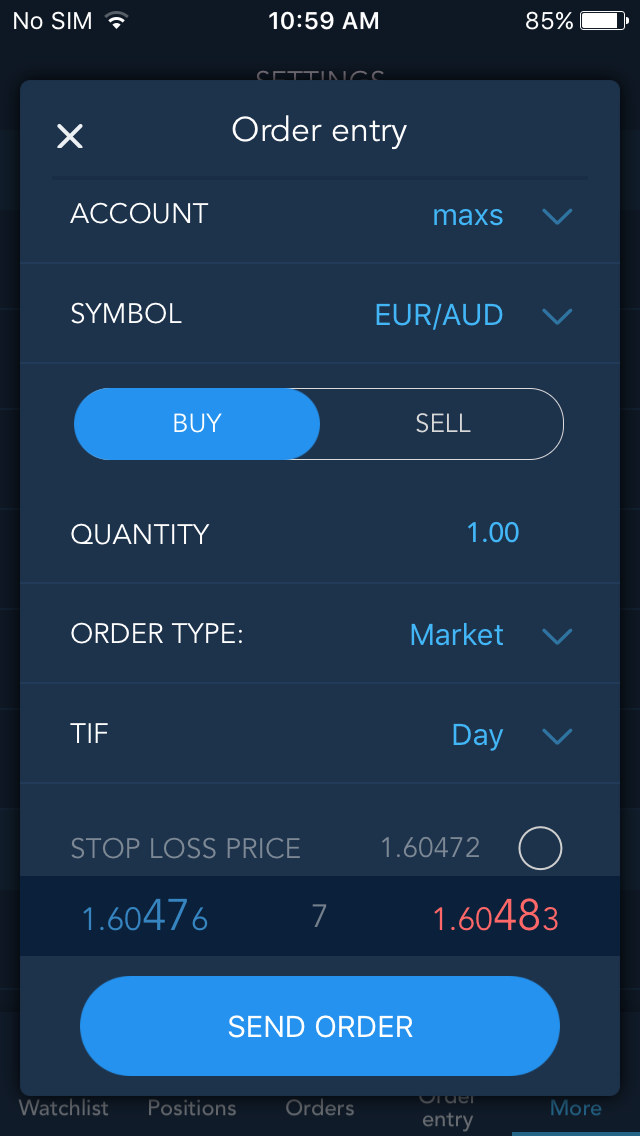 No SIM 10:59 AM 85%
SETTINGS
Order entry
ACCOUNT maxs
SYMBOL EUR/AUD
BUY SELL
QUANTITY 1.00
ORDER TYPE: Market
TIF Day
STOP LOSS PRICE 1.60472
1.60476 7 1.60483
SEND ORDER
Watchlist Positions Orders Order entry More